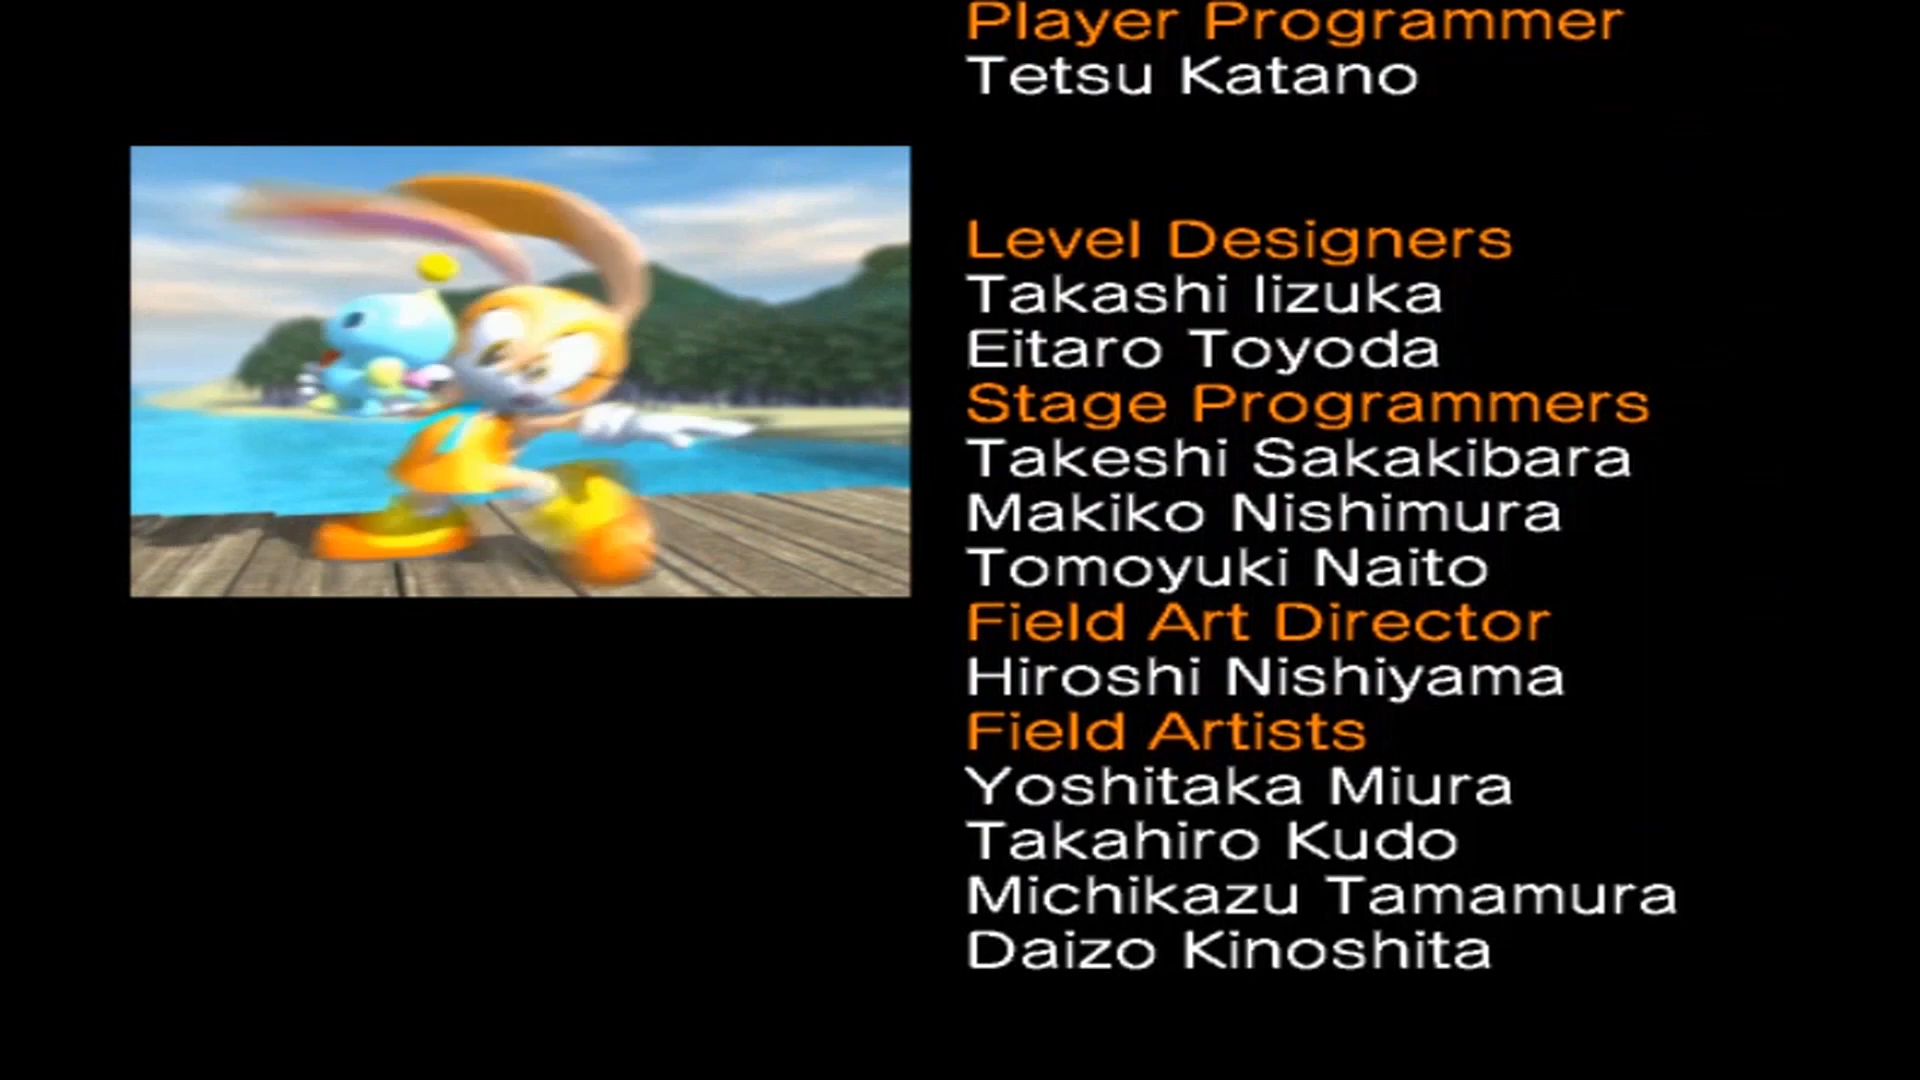 Player Programmer
Tetsu Katano
Level Designers
Takashi Iizuka
Eitaro Toyoda
Stage Programmers
Takeshi Sakakibara
Makiko Nishimura
Tomoyuki Naito
Field Art Director
Hiroshi Nishiyama
Field Artists
Yoshitaka Miura
Takahiro Kudo
Michikazu Tamamura
Daizo Kinoshita